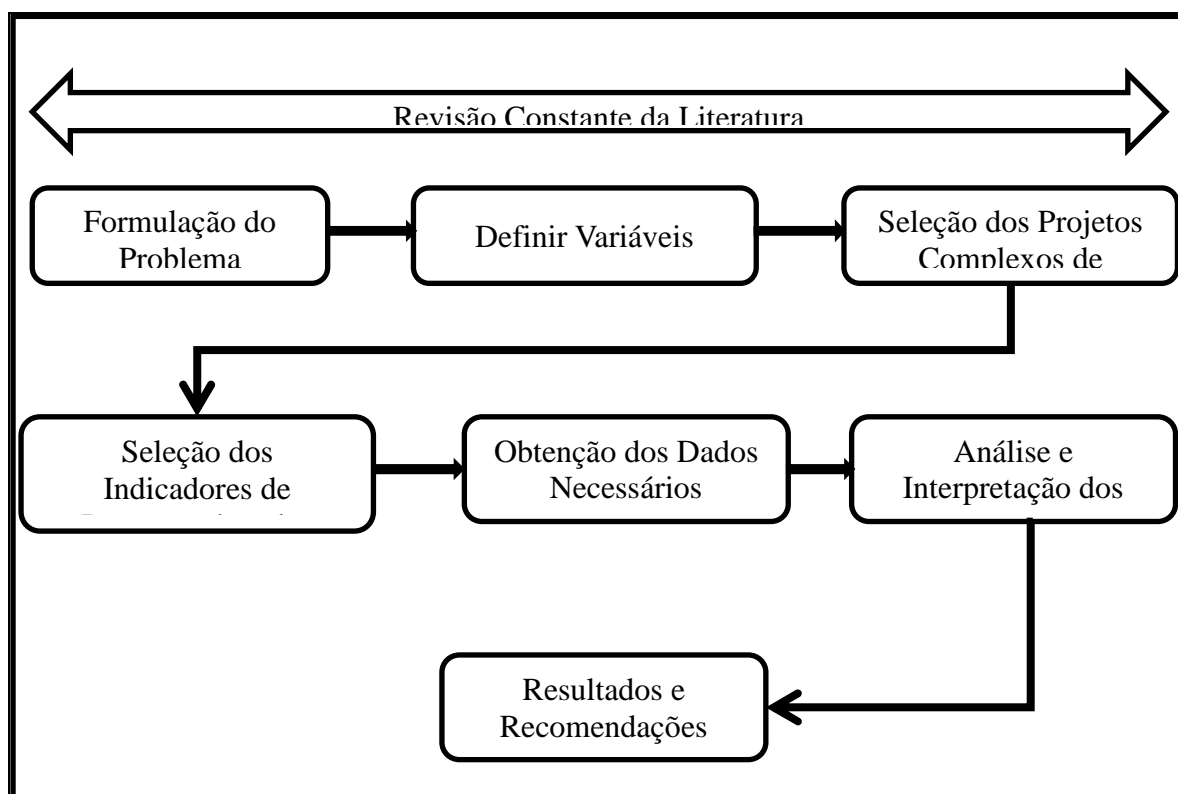 Revisão Constante da Literatura
Formulação do
Problema
Definir Variáveis
Seleção dos Projetos
Complexos de
Seleção dos
Indicadores de
Obtenção dos Dados
Necessários
Análise e
Interpretação dos
Resultados e
Recomendações